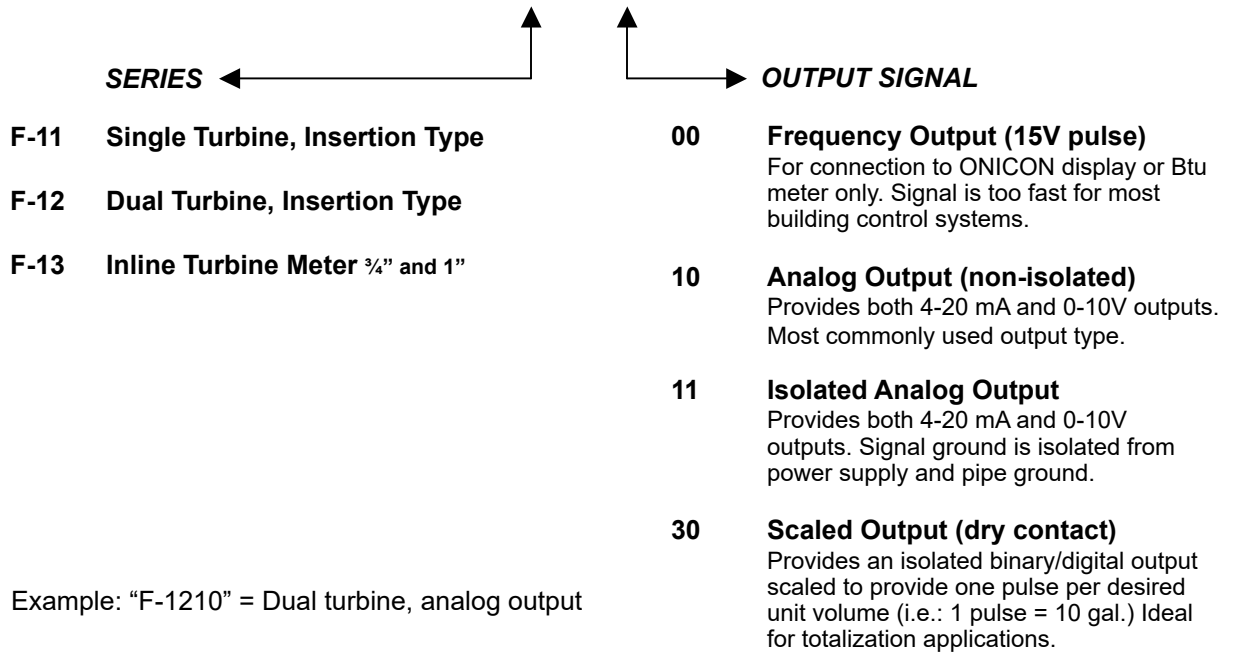 SERIES
OUTPUT SIGNAL
F-11 Single Turbine, Insertion Type
F-12 Dual Turbine, Insertion Type
F-13 Inline Turbine Meter ¾” and 1”
Example: “F-1210” = Dual turbine, analog output
00 Frequency Output (15V pulse)
For connection to ONICON display or Btu
meter only. Signal is too fast for most
building control systems.
10 Analog Output (non-isolated)
Provides both 4-20 mA and 0-10V outputs.
Most commonly used output type.
11 Isolated Analog Output
Provides both 4-20 mA and 0-10V
outputs. Signal ground is isolated from
power supply and pipe ground.
30 Scaled Output (dry contact)
Provides an isolated binary/digital output
scaled to provide one pulse per desired
unit volume (i.e.: 1 pulse = 10 gal.) Ideal
for totalization applications.